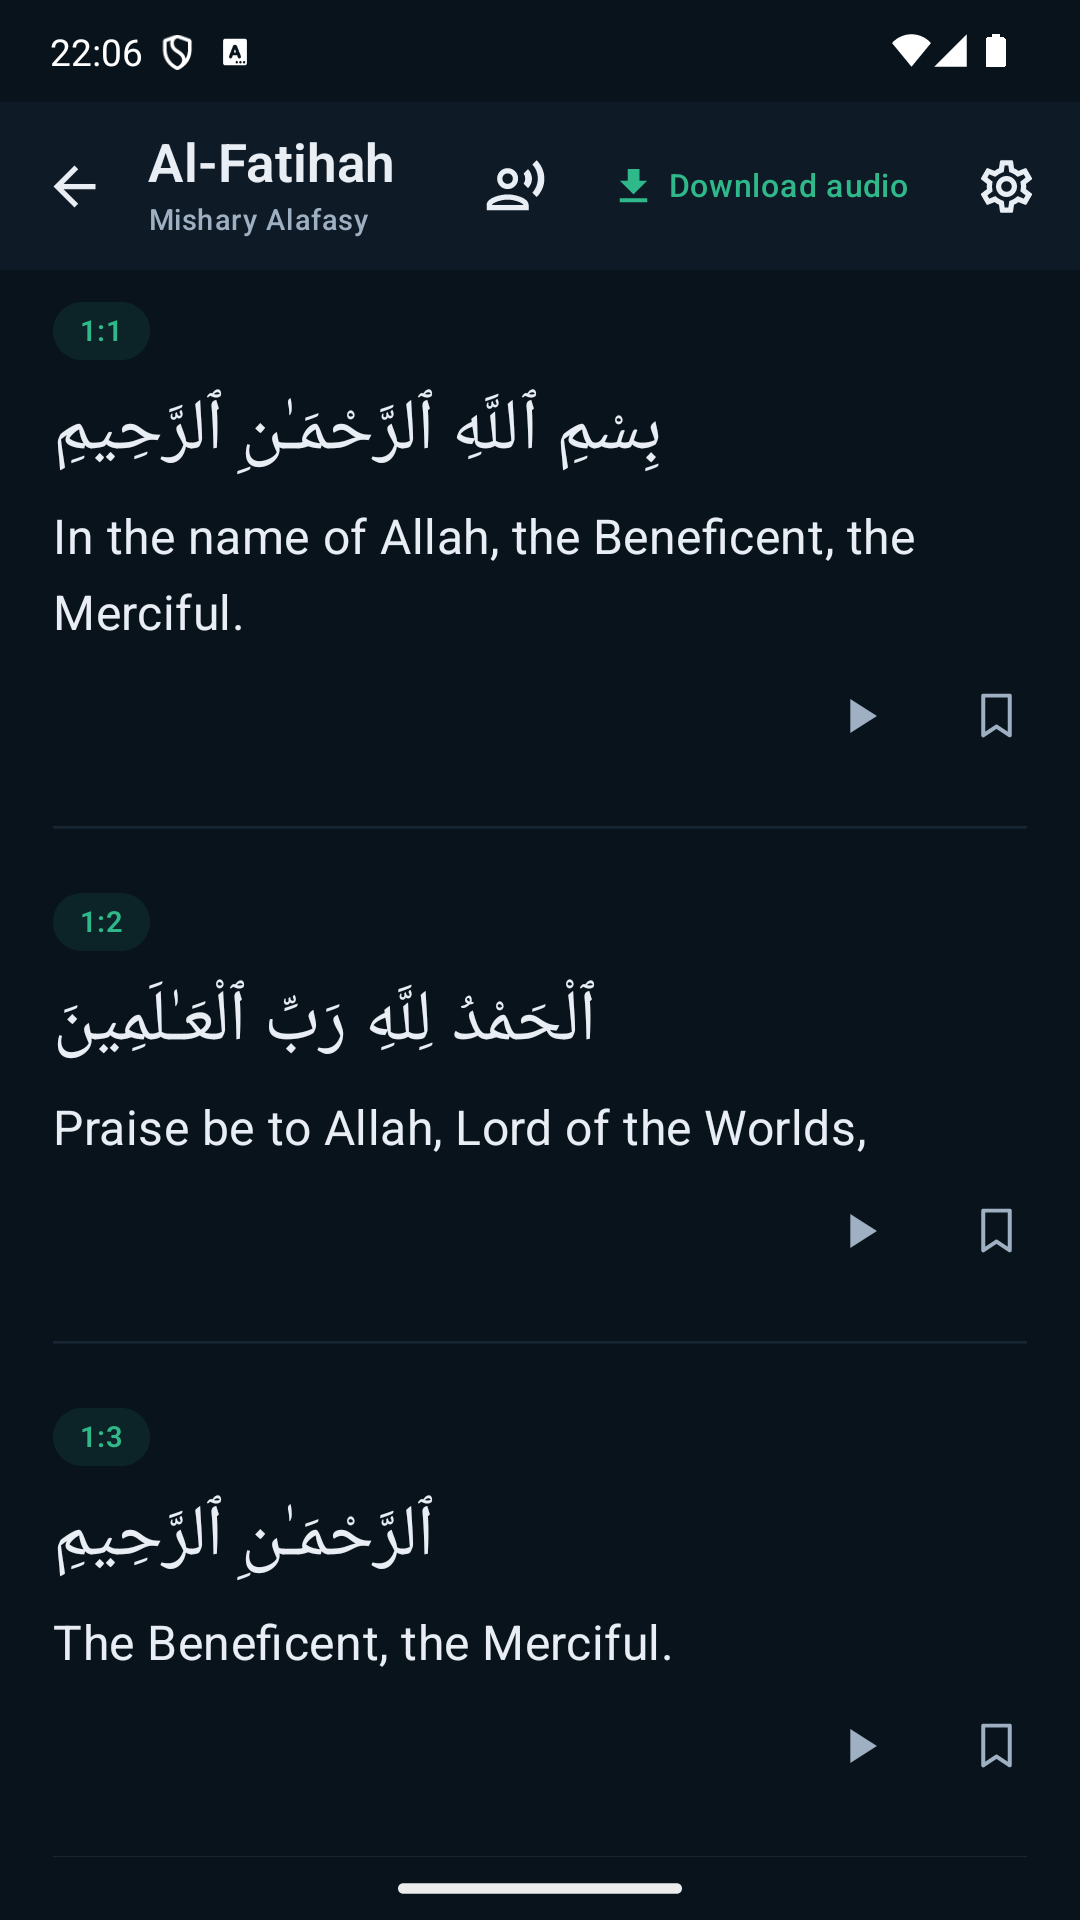 22:06
Al-Fatihah
Mishary Alafasy
Download audio
1:1
بِسْمِ ٱللَّهِ ٱلرَّحْمَـٰنِ ٱلرَّحِيمِ
In the name of Allah, the Beneficent, the
Merciful.
1:2
ٱلْحَمْدُ لِلَّهِ رَبِّ ٱلْعَـٰلَمِينَ
Praise be to Allah, Lord of the Worlds,
1:3
ٱلرَّحْمَـٰنِ ٱلرَّحِيمِ
The Beneficent, the Merciful.